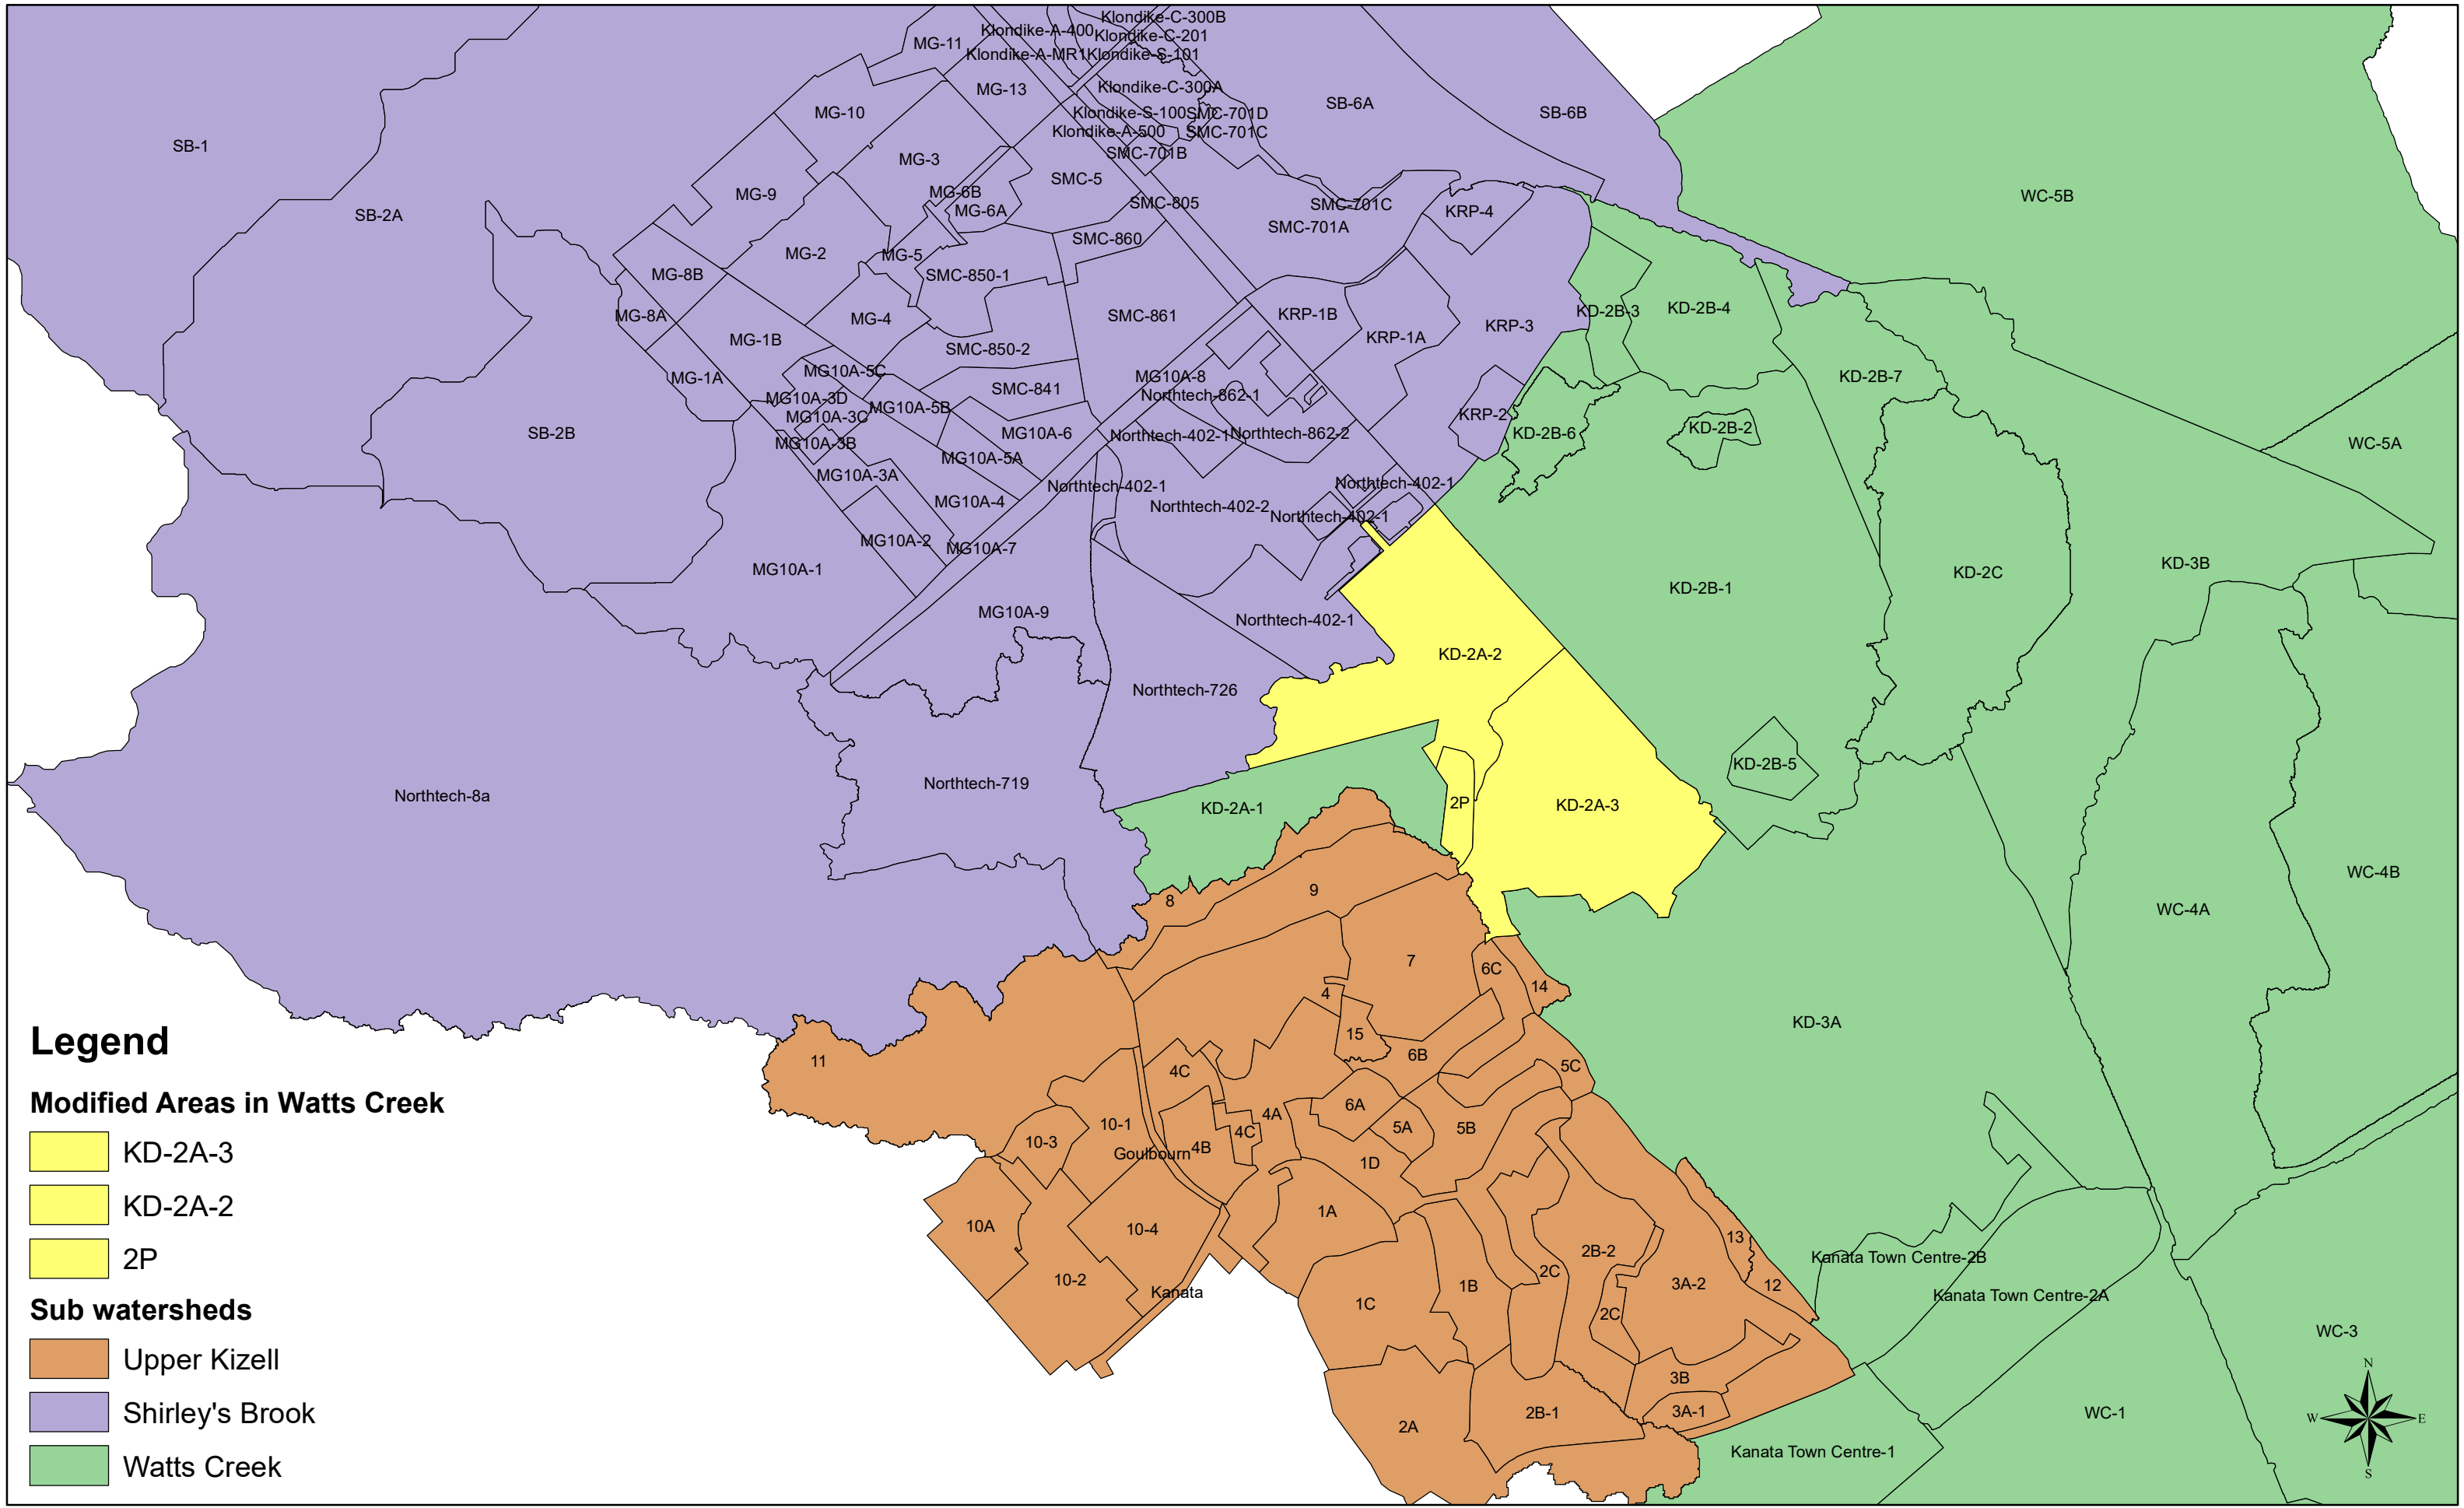 Klondike-C-300B
Klondike-A-400
Klondike-C-201
MG-11
Klondike-A-MR1
Klondike-S-101
MG-13
Klondike-C-300A
SB-6A
MG-10
Klondike-S-100
SMC-701D
SB-6B
Klondike-A-500
SMC-701C
SB-1
MG-3
SMC-701B
SMC-5
MG-9
MG-6B
WC-5B
SMC-805
SMC-701C
SB-2A
MG-6A
KRP-4
SMC-701A
SMC-860
MG-2
MG-5
MG-8B
SMC-850-1
KD-2B-3
KD-2B-4
MG-8A
MG-4
SMC-861
KRP-1B
KRP-3
MG-1B
KRP-1A
SMC-850-2
MG10A-5C
MG-1A
MG10A-8
KD-2B-7
SMC-841
Northtech-862-1
MG10A-3D
MG10A-5B
MG10A-3C
KRP-2
KD-2B-2
SB-2B
MG10A-6
Northtech-402-1
Northtech-862-2
KD-2B-6
MG10A-3B
WC-5A
MG10A-5A
MG10A-3A
Northtech-402-1
Northtech-402-1
MG10A-4
Northtech-402-2
Northtech-402-1
MG10A-2
MG10A-7
MG10A-1
KD-2C
KD-3B
KD-2B-1
MG10A-9
Northtech-402-1
KD-2A-2
Northtech-726
KD-2B-5
Northtech-8a
Northtech-719
KD-2A-1
2P
KD-2A-3
WC-4B
8
9
WC-4A
7
6C
14
4
KD-3A
15
6B
11
4C
5C
6A
4A
10-1
5A
5B
4C
10-3
4B
Goulbourn
1D
1A
10A
10-4
13
2B-2
Kanata Town Centre-2B
2C
10-2
1B
3A-2
12
Kanata
Kanata Town Centre-2A
1C
2C
WC-3
3B
3A-1
2B-1
WC-1
2A
Kanata Town Centre-1
Legend
Modified Areas in Watts Creek
KD-2A-3
KD-2A-2
2P
Sub watersheds
Upper Kizell
Shirley's Brook
Watts Creek
N
W
E
S